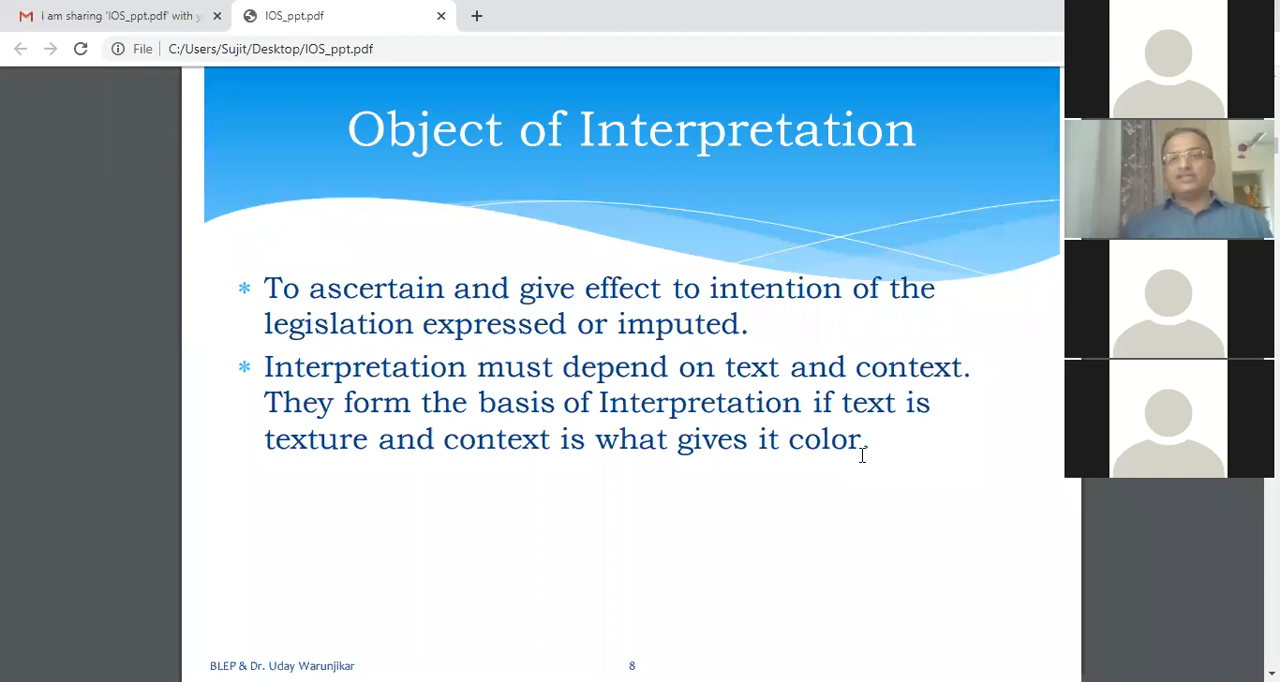 I am sharing 'IOS_ppt.pdf' with
IOS_ppt.pdf
File
C:/Users/Sujit/Desktop/IOS_ppt.pdf
Object of Interpretation
To ascertain and give effect to intention of the
legislation expressed or imputed.
Interpretation must depend on text and context.
They form the basis of Interpretation if text is
texture and context is what gives it color.
BLEP & Dr. Uday Warunjikar
8